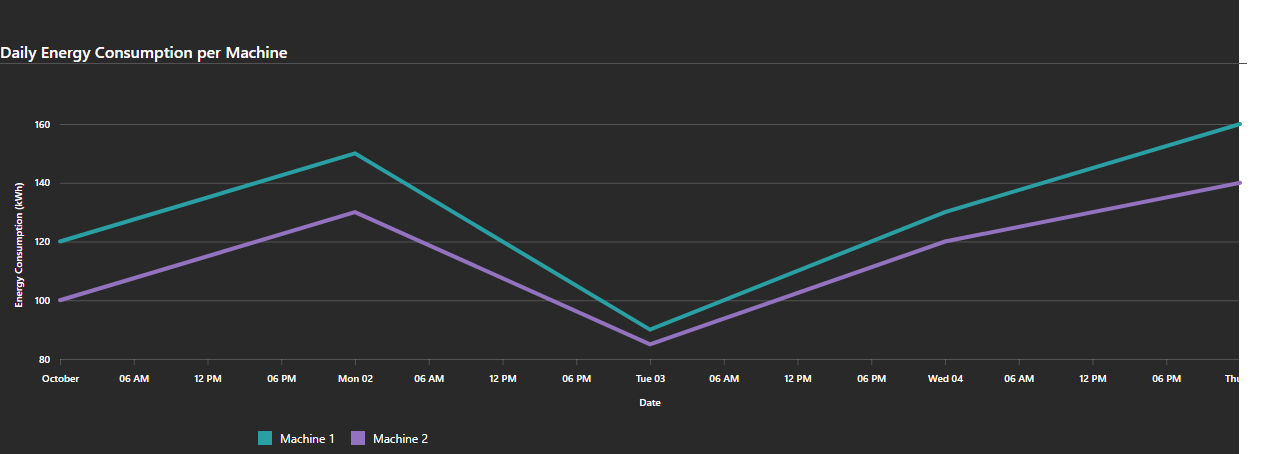 Daily Energy Consumption per Machine
160
140
120
100
80
Energy Consumption (kWh)
October 06 AM 12 PM 06 PM Mon 02 06 AM 12 PM 06 PM Tue 03 06 AM 12 PM 06 PM Wed 04 06 AM 12 PM 06 PM
Date
Machine 1 Machine 2